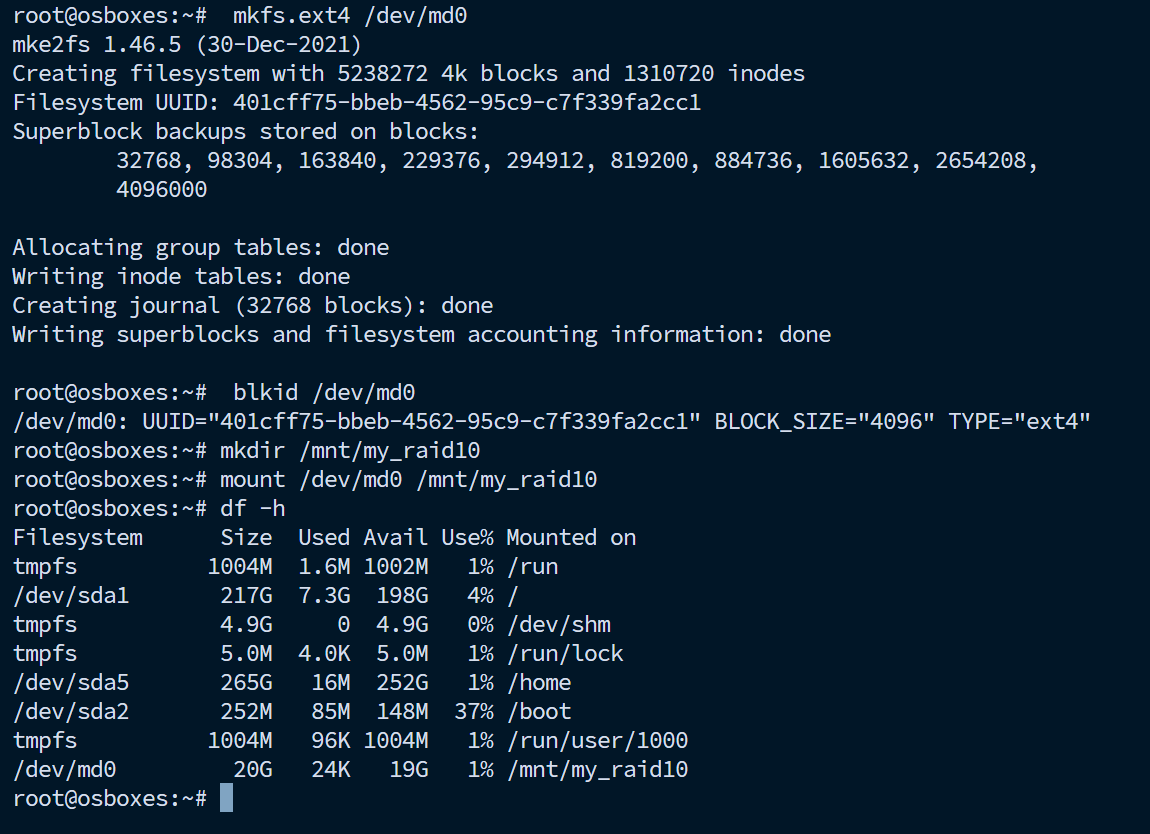 root@osboxes:~#  mkfs.ext4 /dev/md0
mke2fs 1.46.5 (30-Dec-2021)
Creating filesystem with 5238272 4k blocks and 1310720 inodes
Filesystem UUID: 401cff75-bbeb-4562-95c9-c7f339fa2cc1
Superblock backups stored on blocks:
        32768, 98304, 163840, 229376, 294912, 819200, 884736, 1605632, 2654208,
        4096000

Allocating group tables: done
Writing inode tables: done
Creating journal (32768 blocks): done
Writing superblocks and filesystem accounting information: done

root@osboxes:~#  blkid /dev/md0
/dev/md0: UUID="401cff75-bbeb-4562-95c9-c7f339fa2cc1" BLOCK_SIZE="4096" TYPE="ext4"
root@osboxes:~# mkdir /mnt/my_raid10
root@osboxes:~# mount /dev/md0 /mnt/my_raid10
root@osboxes:~# df -h
Filesystem      Size  Used Avail Use% Mounted on
tmpfs          1004M  1.6M 1002M   1% /run
/dev/sda1       217G  7.3G  198G   4% /
tmpfs           4.9G     0  4.9G   0% /dev/shm
tmpfs           5.0M  4.0K  5.0M   1% /run/lock
/dev/sda5       265G   16M  252G   1% /home
/dev/sda2       252M   85M  148M  37% /boot
tmpfs          1004M   96K 1004M   1% /run/user/1000
/dev/md0         20G   24K   19G   1% /mnt/my_raid10
root@osboxes:~#